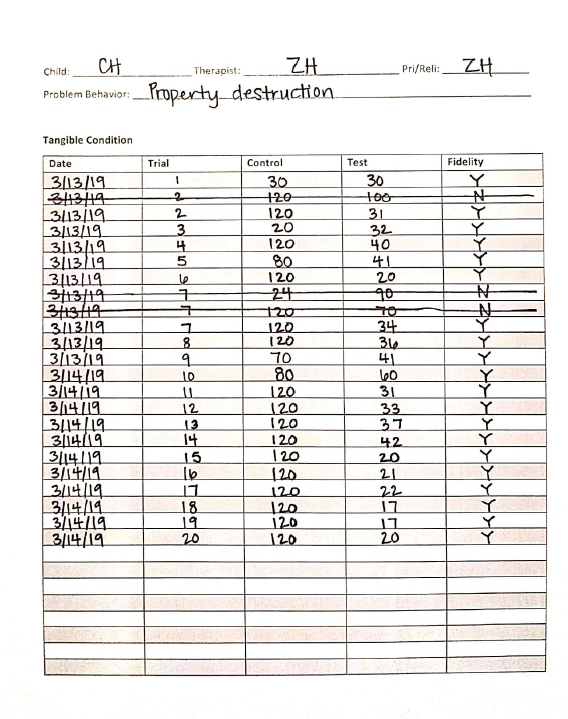 Child: CH Therapist: ZH Pri/Reli: ZH
Problem Behavior: Property destruction
Tangible Condition
Date Trial Control Test Fidelity
3/13/19 1 30 30 Y
3/13/19 2 120 100 N
3/13/19 2 120 31 Y
3/13/19 3 20 32 Y
3/13/19 4 120 40 Y
3/13/19 5 80 41 Y
3/13/19 6 120 20 Y
3/13/19 7 24 90 N
3/13/19 7 120 70 N
3/13/19 7 120 34 Y
3/13/19 8 120 36 Y
3/13/19 9 70 41 Y
3/14/19 10 80 60 Y
3/14/19 11 120 31 Y
3/14/19 12 120 33 Y
3/14/19 13 120 37 Y
3/14/19 14 120 42 Y
3/14/19 15 120 20 Y
3/14/19 16 120 21 Y
3/14/19 17 120 22 Y
3/14/19 18 120 17 Y
3/14/19 19 120 17 Y
3/14/19 20 120 20 Y